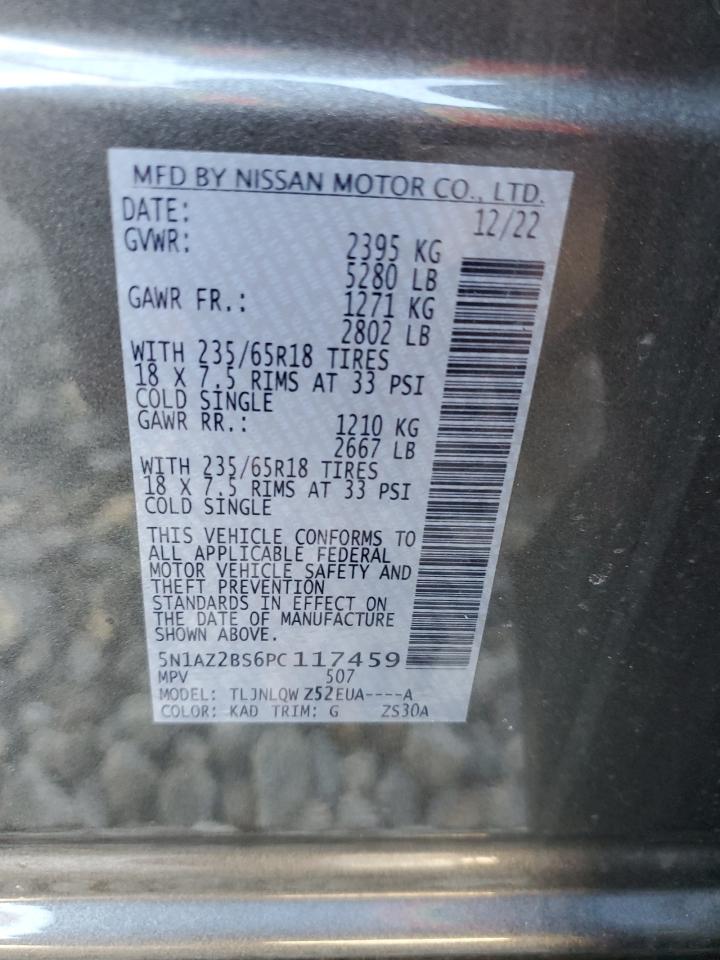 MFD BY NISSAN MOTOR CO., LTD.
DATE: 12/22
GVWR: 2395 KG
5280 LB
GAWR FR.: 1271 KG
2802 LB
WITH 235/65R18 TIRES
18 X 7.5 RIMS AT 33 PSI
COLD SINGLE
GAWR RR.: 1210 KG
2667 LB
WITH 235/65R18 TIRES
18 X 7.5 RIMS AT 33 PSI
COLD SINGLE
THIS VEHICLE CONFORMS TO
ALL APPLICABLE FEDERAL
MOTOR VEHICLE SAFETY AND
THEFT PREVENTION
STANDARDS IN EFFECT ON
THE DATE OF MANUFACTURE
SHOWN ABOVE.
5N1AZ2BS6PC117459
MPV 507
MODEL: TLJNLQW Z52EUA----A
COLOR: KAD TRIM: G ZS30A